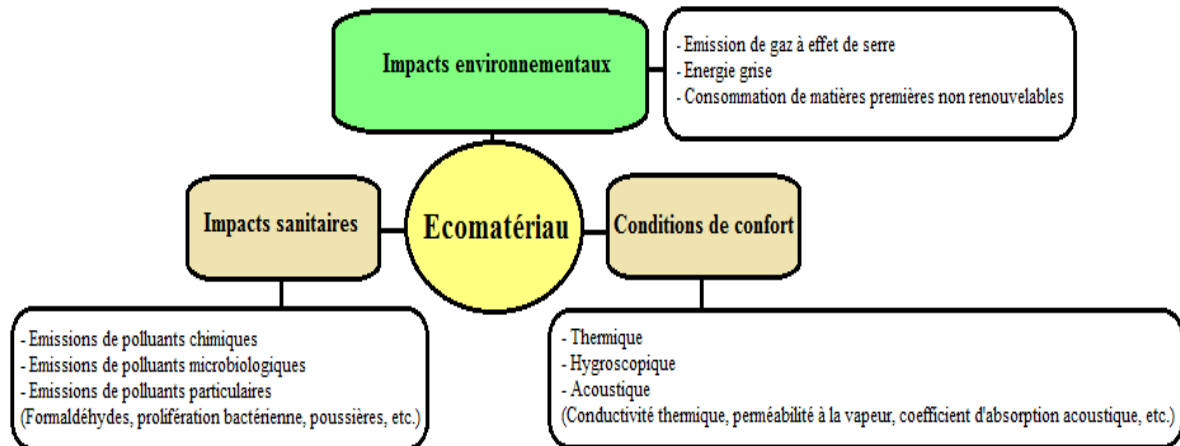 Impacts environnementaux
- Emission de gaz à effet de serre
- Energie grise
- Consommation de matières premières non renouvelables
Impacts sanitaires
Ecomatériau
Conditions de confort
- Emissions de polluants chimiques
- Emissions de polluants microbiologiques
- Emissions de polluants particulaires
(Formaldéhydes, prolifération bactérienne, poussières, etc.)
- Thermique
- Hygroscopique
- Acoustique
(Conductivité thermique, perméabilité à la vapeur, coefficient d'absorption acoustique, etc.)